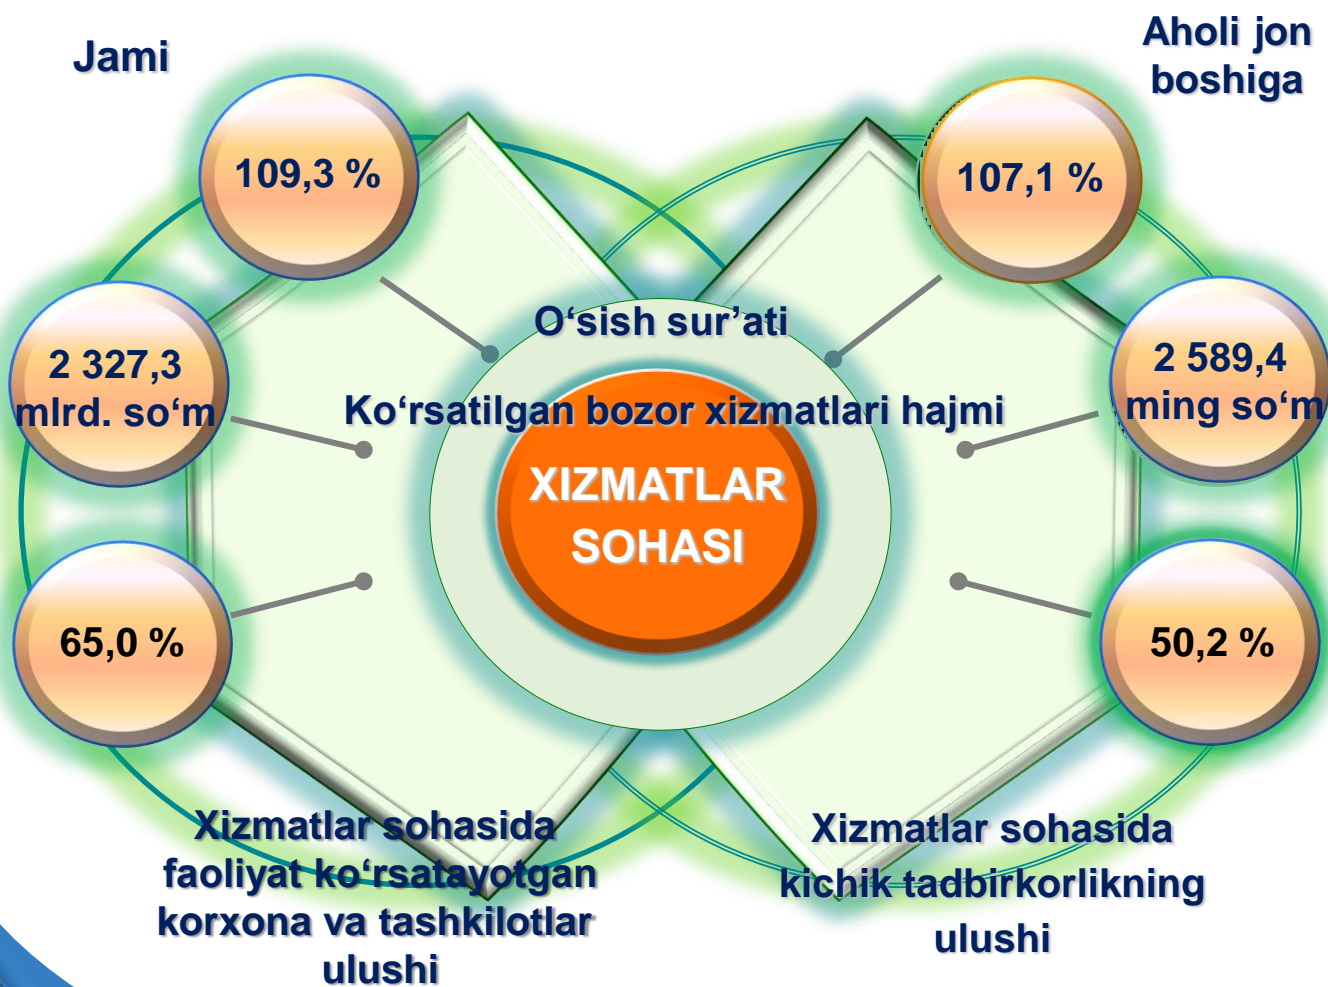 Jami
Aholi jon
boshiga
109,3 %
107,1 %
O‘sish sur’ati
2 327,3
mlrd. so‘m
2 589,4
ming so‘m
Ko‘rsatilgan bozor xizmatlari hajmi
XIZMATLAR
SOHASI
65,0 %
50,2 %
Xizmatlar sohasida
faoliyat ko‘rsatayotgan
korxona va tashkilotlar
ulushi
Xizmatlar sohasida
kichik tadbirkorlikning
ulushi